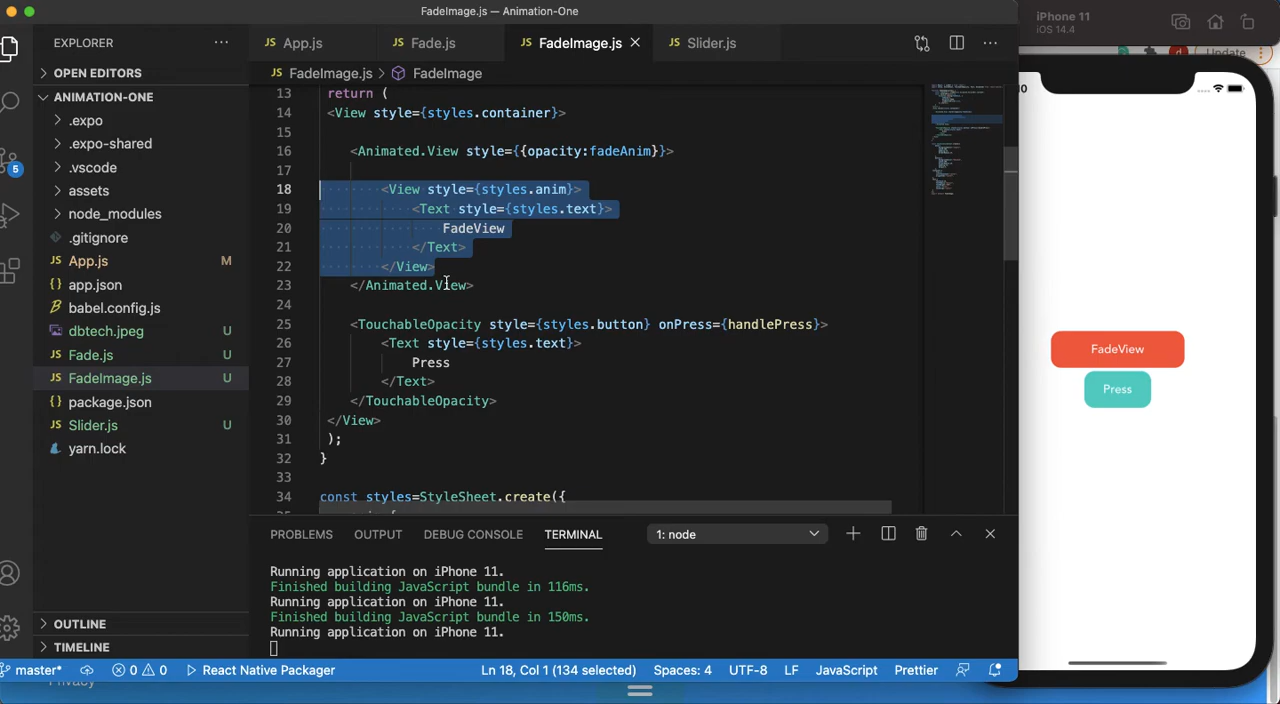 FadeImage.js — Animation-One
iPhone 11
iOS 14.4
EXPLORER
App.js
Fade.js
FadeImage.js
Slider.js
Update
OPEN EDITORS
FadeImage.js
FadeImage
ANIMATION-ONE
.expo
.expo-shared
.vscode
assets
node_modules
.gitignore
App.js M
app.json
babel.config.js
dbtech.jpeg U
Fade.js U
FadeImage.js U
package.json
Slider.js U
yarn.lock
OUTLINE
TIMELINE
5
13 return (
14 <View style={styles.container}>
15
16 <Animated.View style={{opacity:fadeAnim}}>
17
18 <View style={styles.anim}>
19 <Text style={styles.text}>
20 FadeView
21 </Text>
22 </View>
23 </Animated.View>
24
25 <TouchableOpacity style={styles.button} onPress={handlePress}>
26 <Text style={styles.text}>
27 Press
28 </Text>
29 </TouchableOpacity>
30 </View>
31 );
32 }
33
34 const styles=StyleSheet.create({
FadeView
Press
PROBLEMS
OUTPUT
DEBUG CONSOLE
TERMINAL
1: node
Running application on iPhone 11.
Finished building JavaScript bundle in 116ms.
Running application on iPhone 11.
Finished building JavaScript bundle in 150ms.
Running application on iPhone 11.
master* 0 0 React Native Packager Ln 18, Col 1 (134 selected) Spaces: 4 UTF-8 LF JavaScript Prettier
Privacy